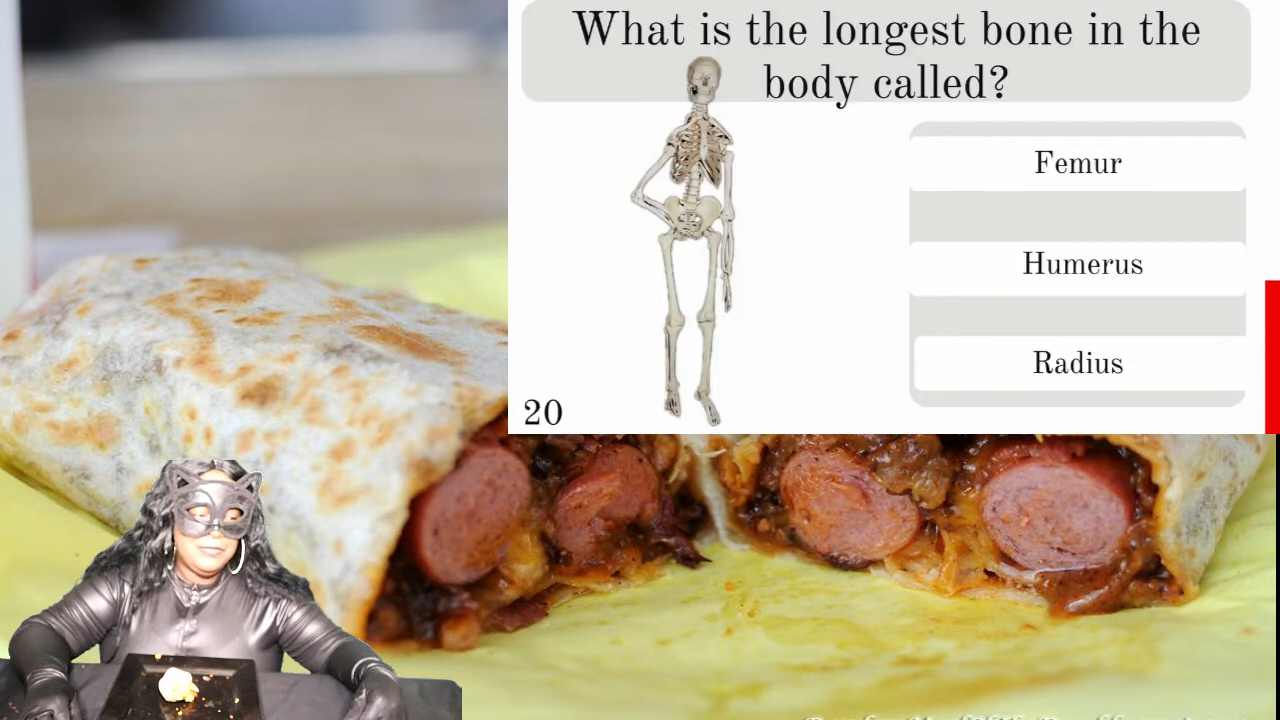 What is the longest bone in the
body called?
Femur
Humerus
Radius
20